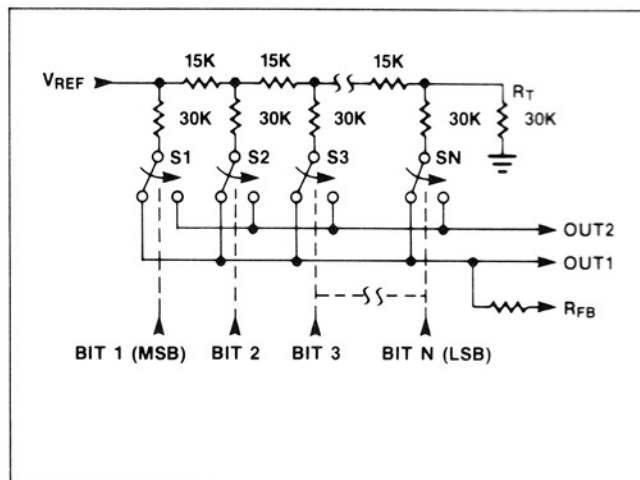 15K 15K 15K
VREF
RT
30K 30K 30K 30K 30K
S1 S2 S3 SN
OUT2
OUT1
RFB
BIT 1 (MSB) BIT 2 BIT 3 BIT N (LSB)